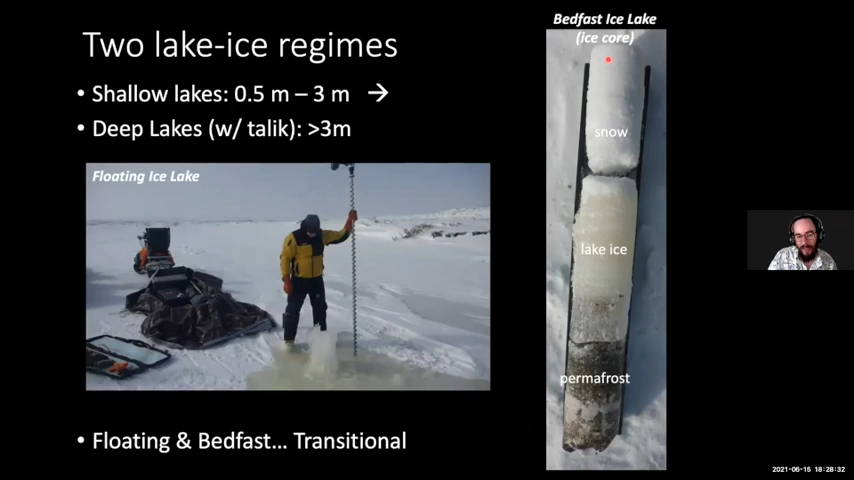 Two lake-ice regimes
• Shallow lakes: 0.5 m – 3 m →
• Deep Lakes (w/ talik): >3m
Floating Ice Lake
• Floating & Bedfast... Transitional
Bedfast Ice Lake
(ice core)
snow
lake ice
permafrost
2021-06-15 18:28:32